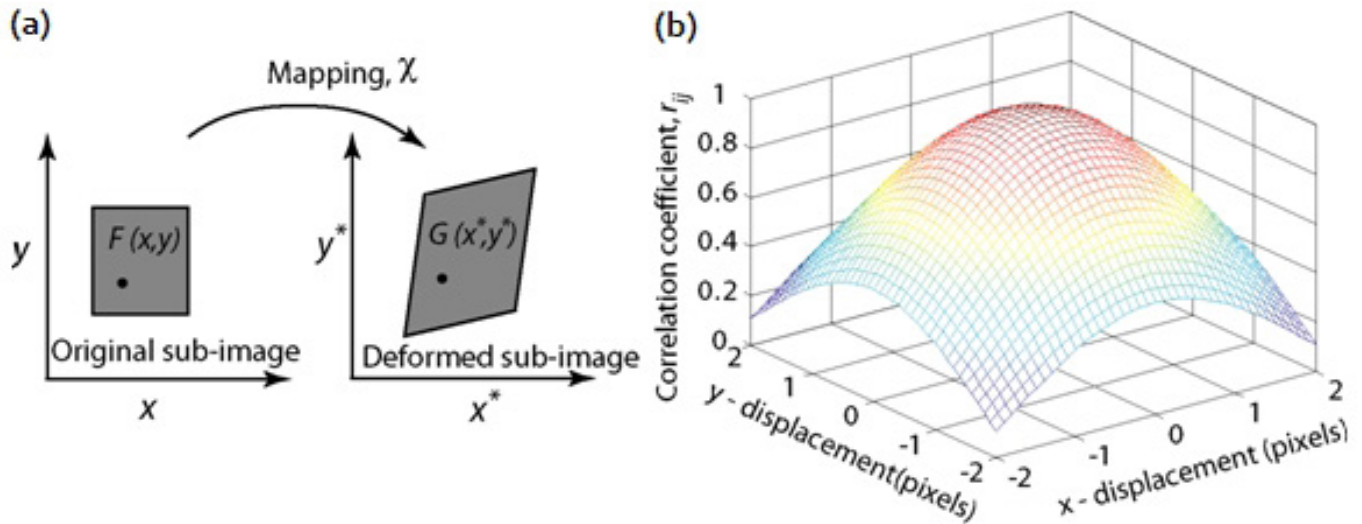 (a)
Mapping, χ
y
F (x,y)
Original sub-image
x
y*
G (x*,y*)
Deformed sub-image
x*
(b)
Correlation coefficient, rij
1
0.8
0.6
0.4
0.2
0
2
1
0
-1
-2
y - displacement(pixels)
-2
-1
0
1
2
x - displacement (pixels)